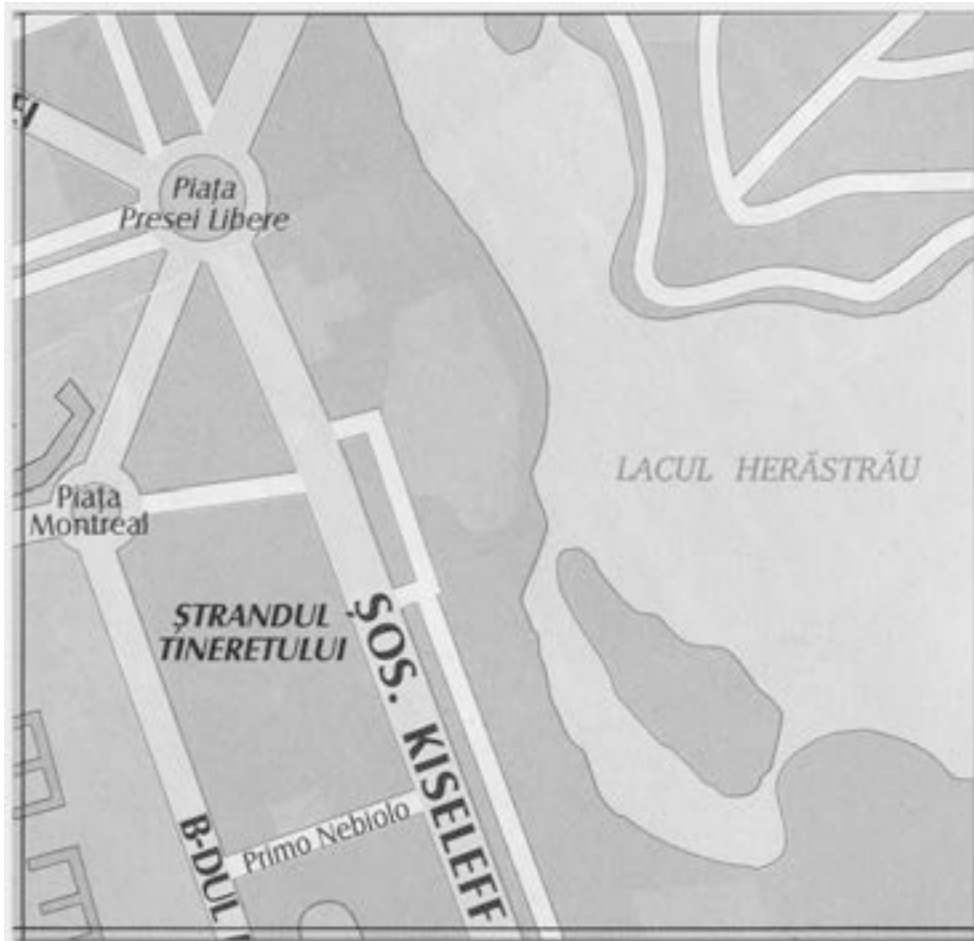 Piața
Presei Libere
LACUL HERĂSTRĂU
Piața
Montreal
ȘTRANDUL
TINERETULUI
ȘOS. KISELEFF
Primo Nebiolo
B-DUL